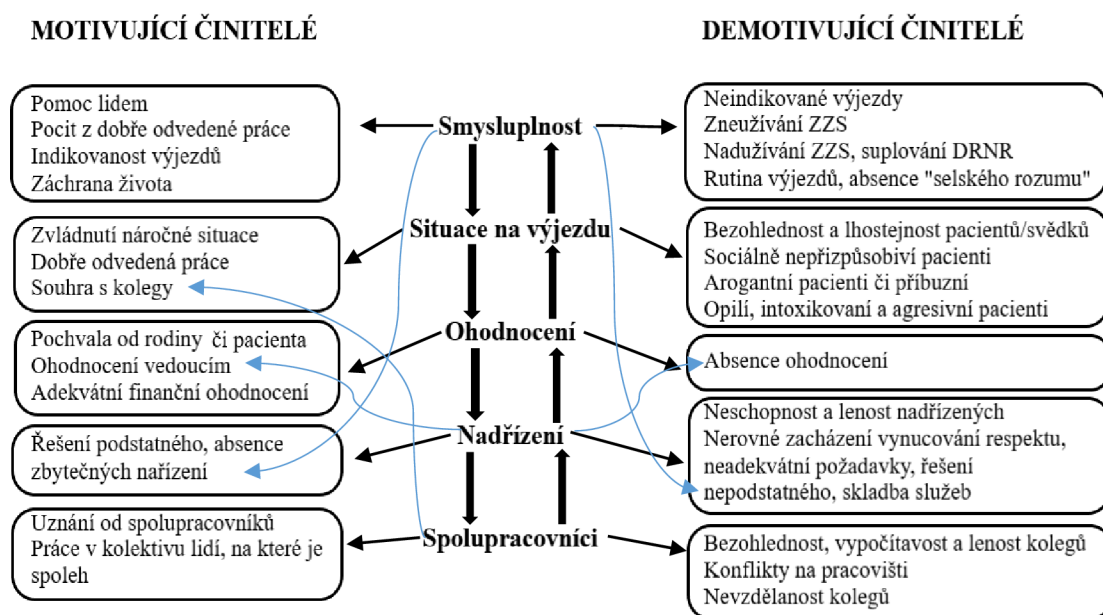 MOTIVUJÍCÍ ČINITELÉ
DEMOTIVUJÍCÍ ČINITELÉ
Pomoc lidem
Pocit z dobře odvedené práce
Indikovanost výjezdů
Záchrana života
Smysluplnost
Neindikované výjezdy
Zneužívání ZZS
Nadužívání ZZS, suplování DRNR
Rutina výjezdů, absence "selského rozumu"
Zvládnutí náročné situace
Dobře odvedená práce
Souhra s kolegy
Situace na výjezdu
Bezohlednost a lhostejnost pacientů/svědků
Sociálně nepřizpůsobiví pacienti
Arogantní pacienti či příbuzní
Opilí, intoxikovaní a agresivní pacienti
Pochvala od rodiny či pacienta
Ohodnocení vedoucím
Adekvátní finanční ohodnocení
Ohodnocení
Absence ohodnocení
Řešení podstatného, absence
zbytečných nařízení
Nadřízení
Neschopnost a lenost nadřízených
Nerovné zacházení vynucování respektu,
neadekvátní požadavky, řešení
nepodstatného, skladba služeb
Uznání od spolupracovníků
Práce v kolektivu lidí, na které je
spoleh
Spolupracovníci
Bezohlednost, vypočítavost a lenost kolegů
Konflikty na pracovišti
Nevzdělanost kolegů